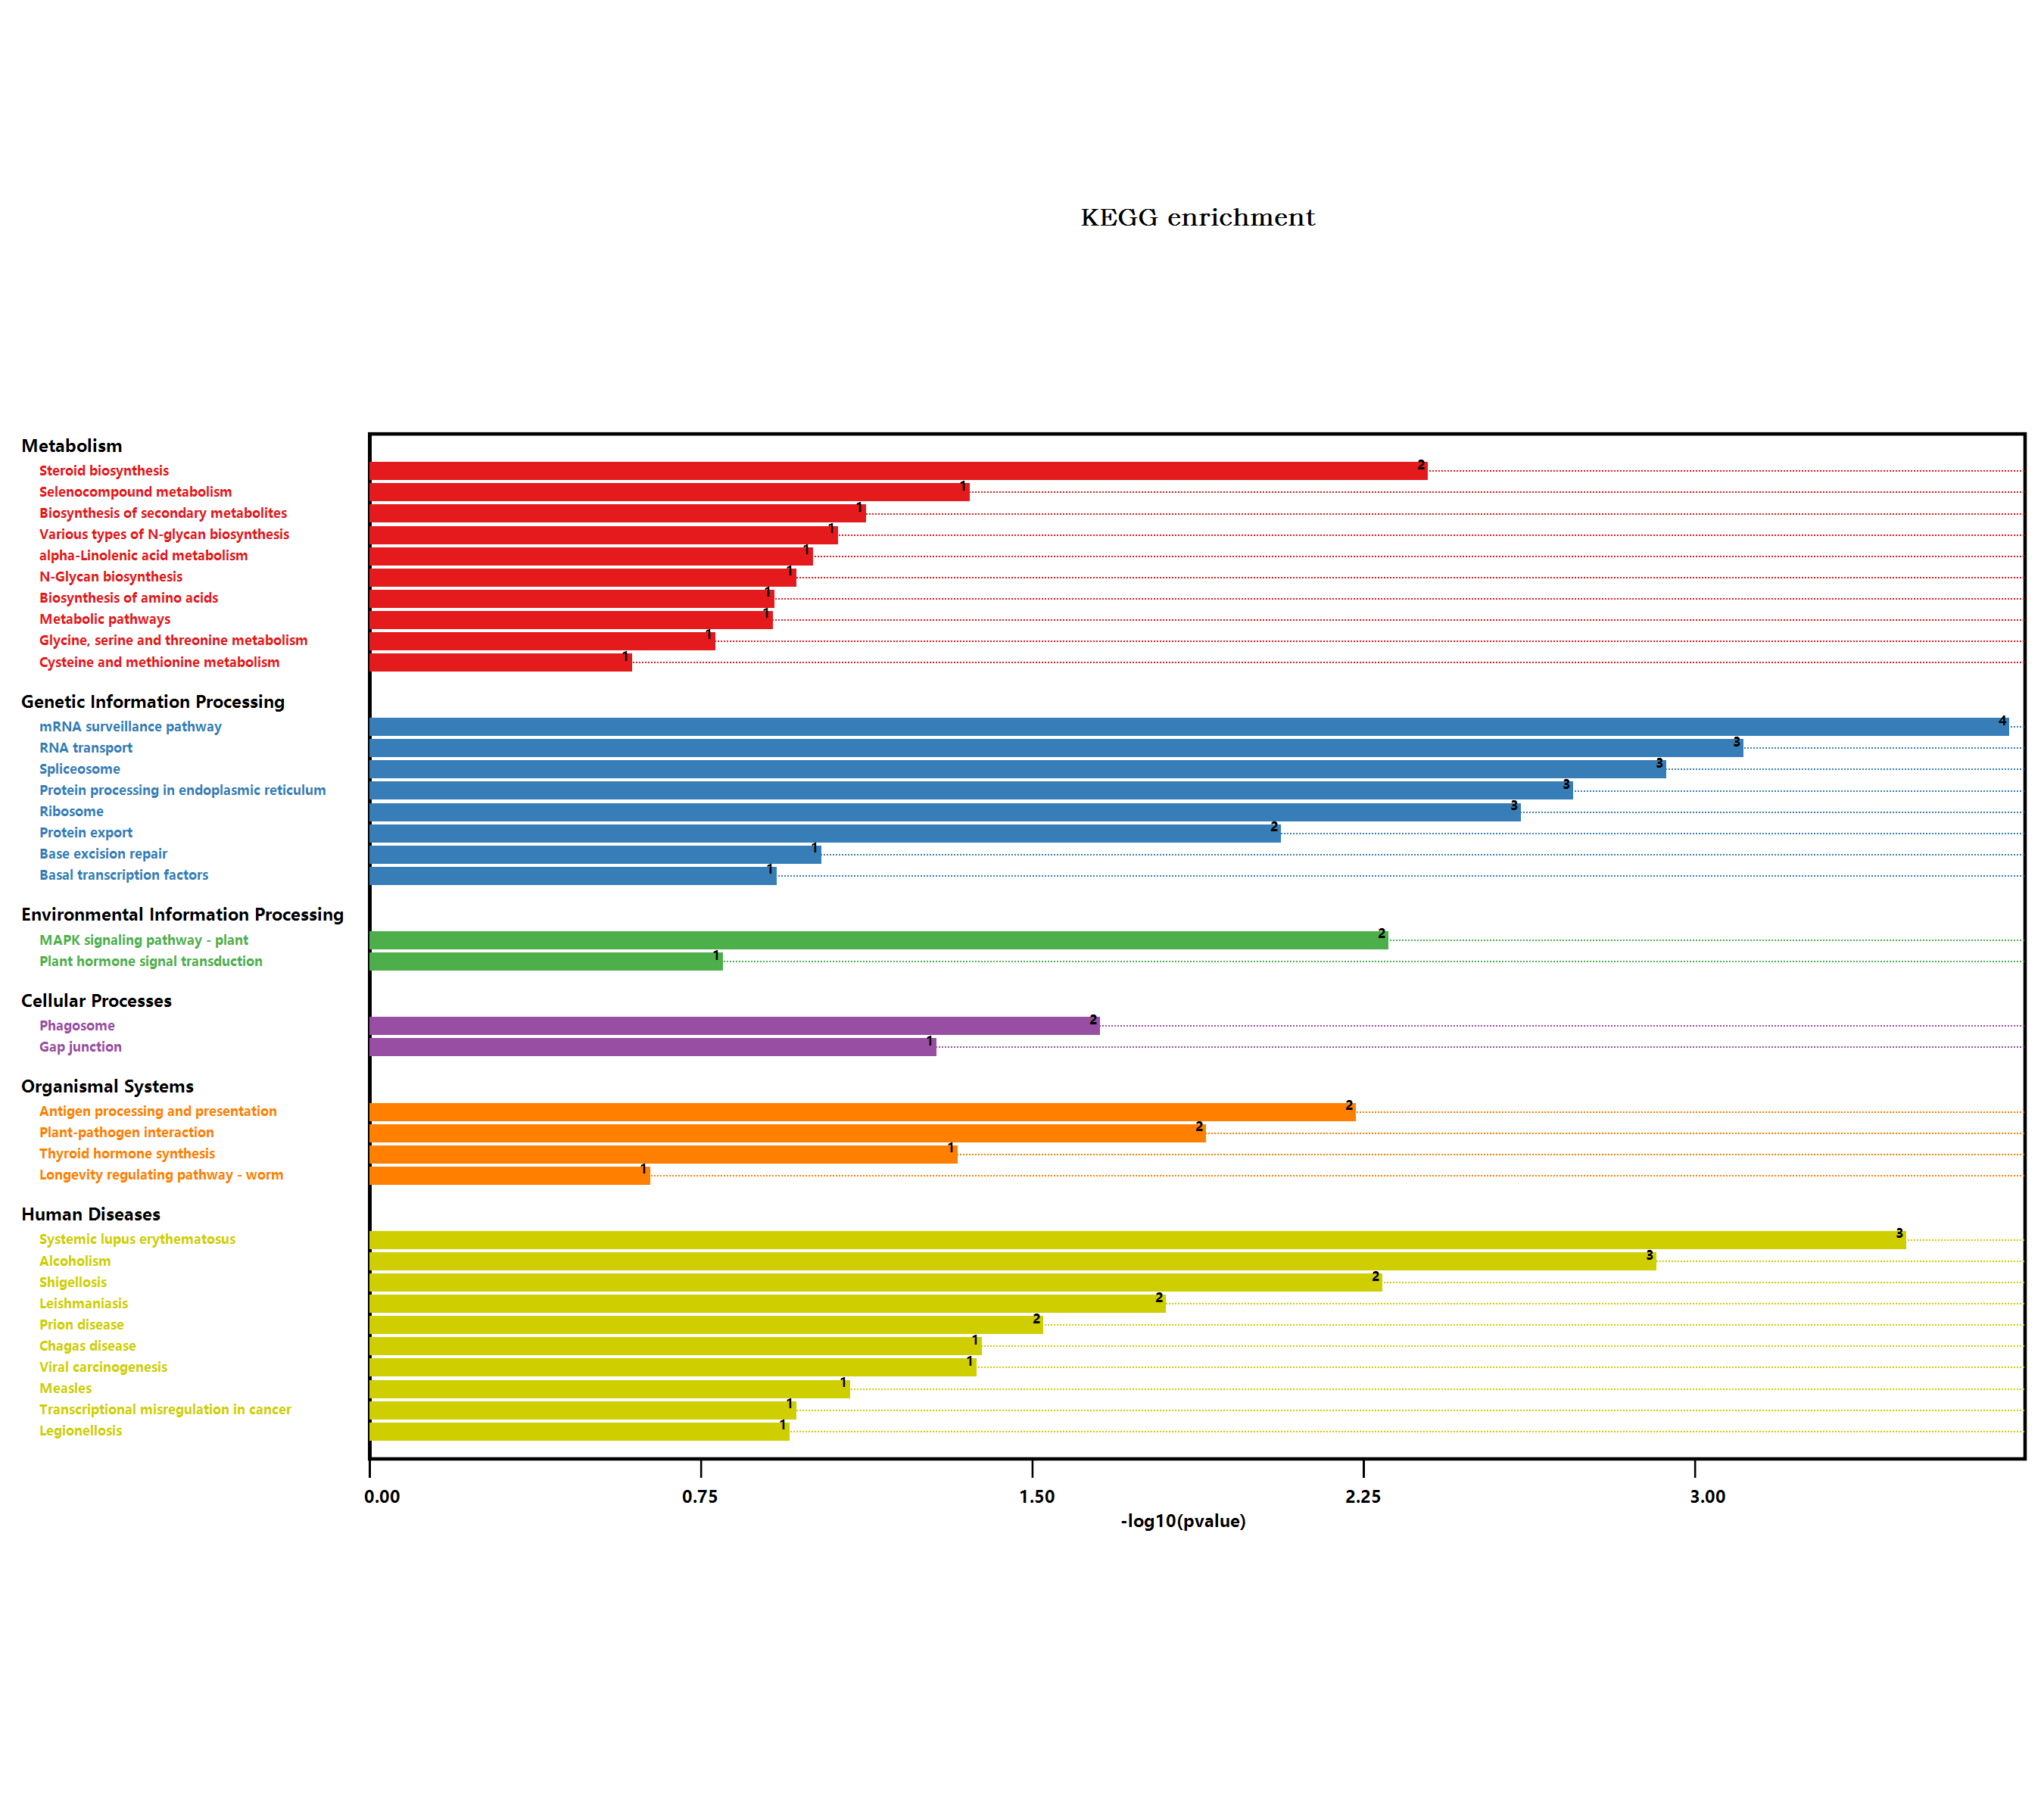 KEGG enrichment
Metabolism
Steroid biosynthesis 2
Selenocompound metabolism 1
Biosynthesis of secondary metabolites 1
Various types of N-glycan biosynthesis 1
alpha-Linolenic acid metabolism 1
N-Glycan biosynthesis 1
Biosynthesis of amino acids 1
Metabolic pathways 1
Glycine, serine and threonine metabolism 1
Cysteine and methionine metabolism 1
Genetic Information Processing
mRNA surveillance pathway 4
RNA transport 3
Spliceosome 3
Protein processing in endoplasmic reticulum 3
Ribosome 3
Protein export 2
Base excision repair 1
Basal transcription factors 1
Environmental Information Processing
MAPK signaling pathway - plant 2
Plant hormone signal transduction 1
Cellular Processes
Phagosome 2
Gap junction 1
Organismal Systems
Antigen processing and presentation 2
Plant-pathogen interaction 2
Thyroid hormone synthesis 1
Longevity regulating pathway - worm 1
Human Diseases
Systemic lupus erythematosus 3
Alcoholism 3
Shigellosis 2
Leishmaniasis 2
Prion disease 2
Chagas disease 1
Viral carcinogenesis 1
Measles 1
Transcriptional misregulation in cancer 1
Legionellosis 1
0.00 0.75 1.50 2.25 3.00
-log10(pvalue)